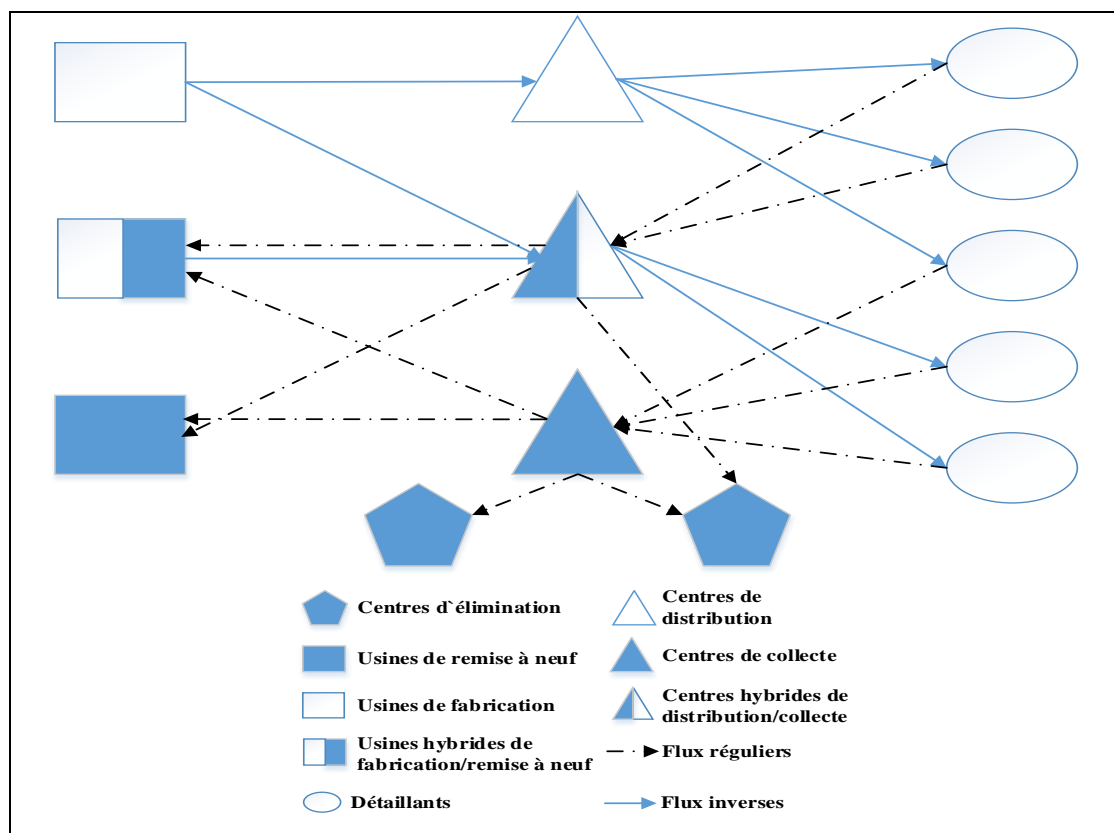 Centres d`élimination
Centres de
distribution
Usines de remise à neuf
Centres de collecte
Usines de fabrication
Centres hybrides de
distribution/collecte
Usines hybrides de
fabrication/remise à neuf
Flux réguliers
Détaillants
Flux inverses